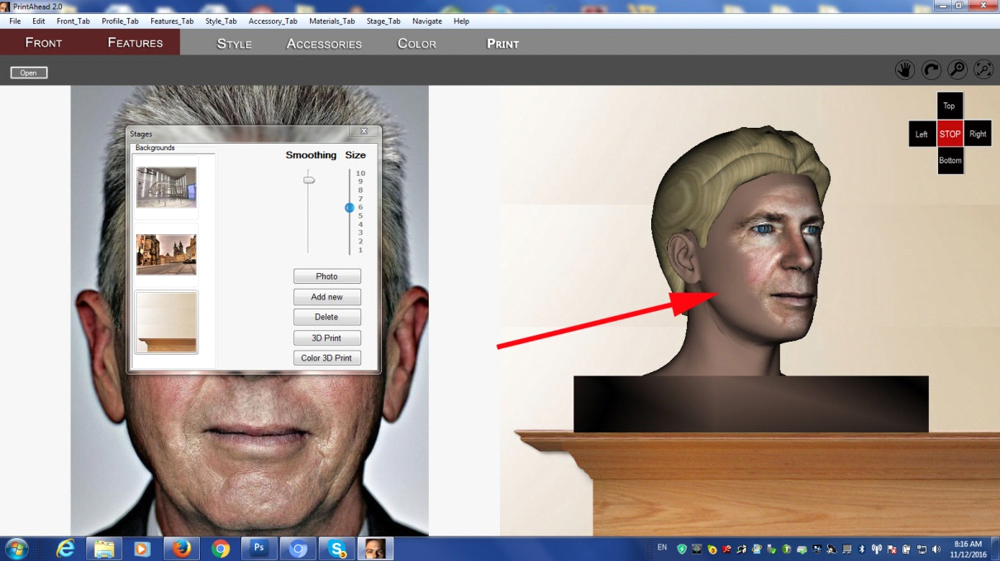 PrintAhead 2.0
File Edit Front_Tab Profile_Tab Features_Tab Style_Tab Accessory_Tab Materials_Tab Stage_Tab Navigate Help
FRONT FEATURES STYLE ACCESSORIES COLOR PRINT
Open
Top
Left STOP Right
Bottom
Stages
Backgrounds
Smoothing Size
10
9
8
7
6
5
4
3
2
1
Photo
Add new
Delete
3D Print
Color 3D Print
Ps
S
3
EN
8:16 AM
11/12/2016